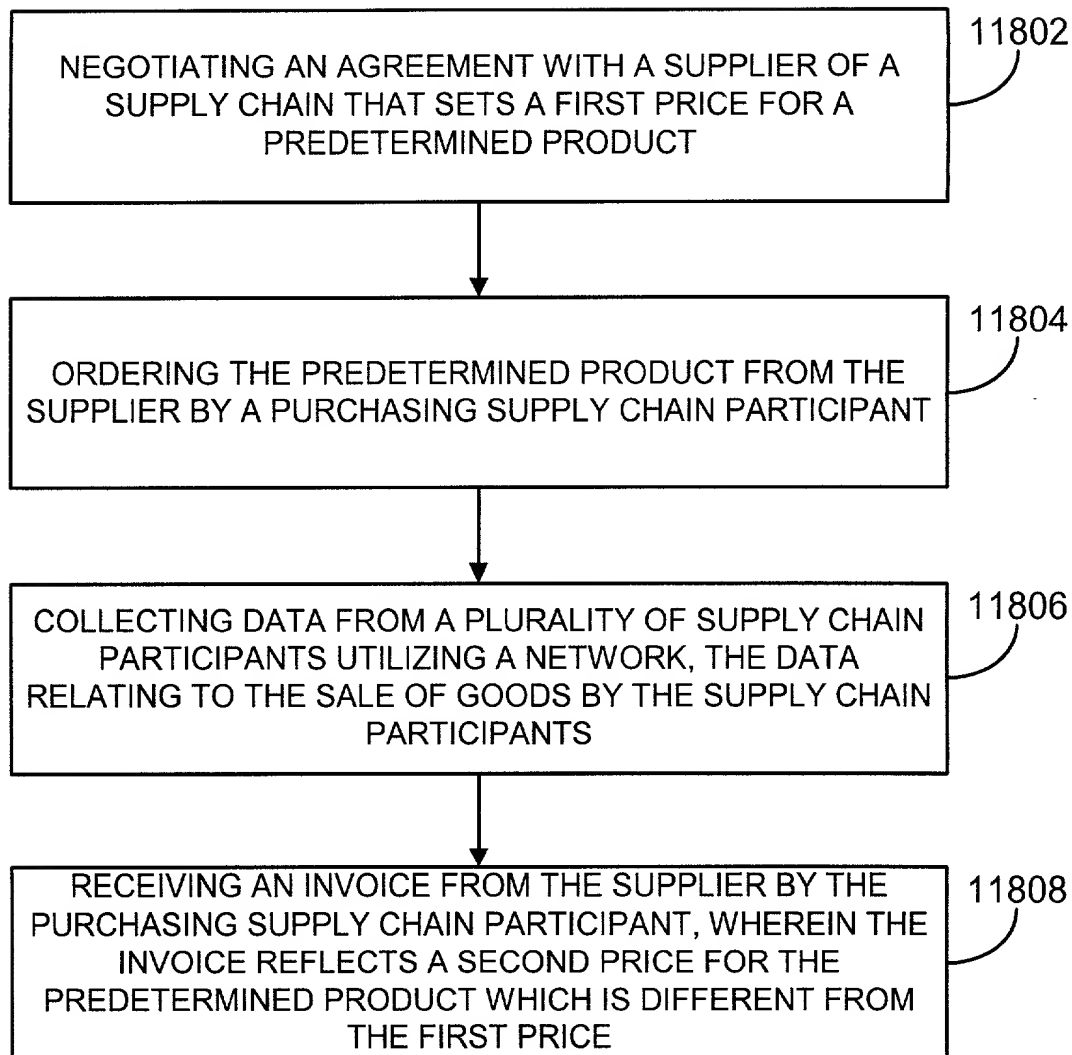 11802
NEGOTIATING AN AGREEMENT WITH A SUPPLIER OF A
SUPPLY CHAIN THAT SETS A FIRST PRICE FOR A
PREDETERMINED PRODUCT
11804
ORDERING THE PREDETERMINED PRODUCT FROM THE
SUPPLIER BY A PURCHASING SUPPLY CHAIN PARTICIPANT
11806
COLLECTING DATA FROM A PLURALITY OF SUPPLY CHAIN
PARTICIPANTS UTILIZING A NETWORK, THE DATA
RELATING TO THE SALE OF GOODS BY THE SUPPLY CHAIN
PARTICIPANTS
11808
RECEIVING AN INVOICE FROM THE SUPPLIER BY THE
PURCHASING SUPPLY CHAIN PARTICIPANT, WHEREIN THE
INVOICE REFLECTS A SECOND PRICE FOR THE
PREDETERMINED PRODUCT WHICH IS DIFFERENT FROM
THE FIRST PRICE